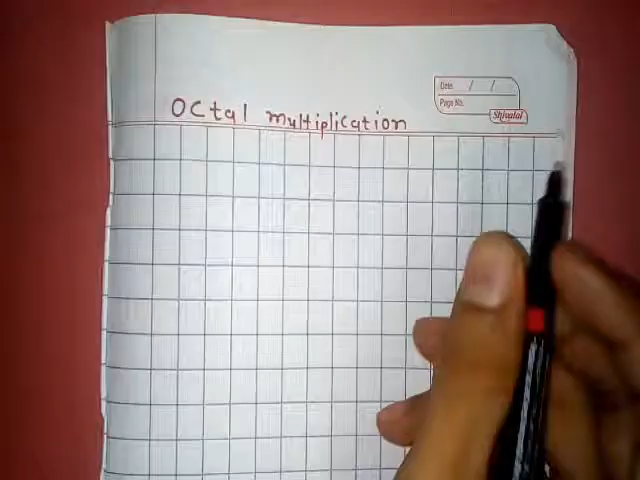 Date: / /
Page No.
Shivalal
Octal multiplication